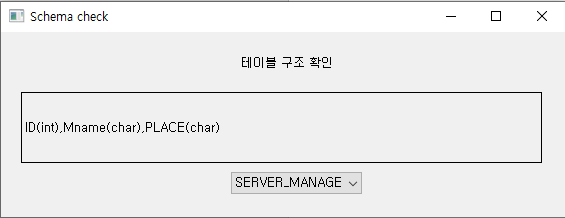 Schema check
테이블 구조 확인
ID(int),Mname(char),PLACE(char)
SERVER_MANAGE